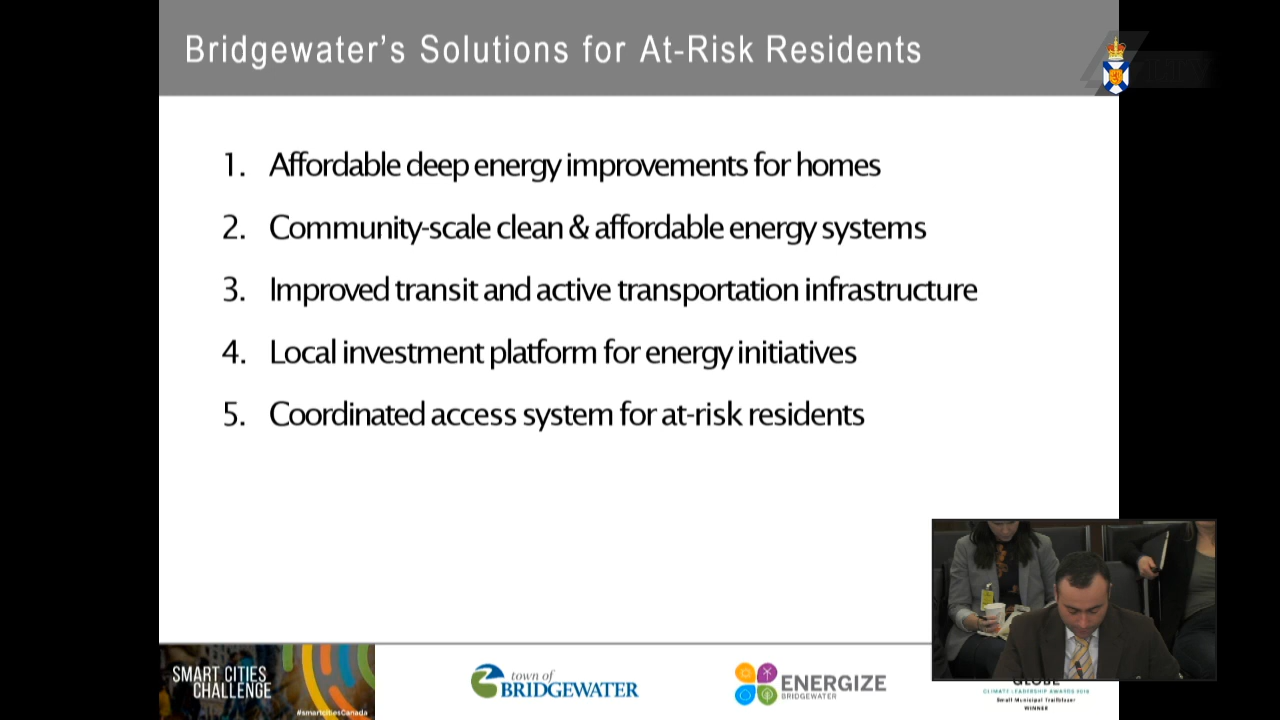 Bridgewater's Solutions for At-Risk Residents
1. Affordable deep energy improvements for homes
2. Community-scale clean & affordable energy systems
3. Improved transit and active transportation infrastructure
4. Local investment platform for energy initiatives
5. Coordinated access system for at-risk residents
SMART CITIES
CHALLENGE
#smartcitiesCanada
town of
BRIDGEWATER
ENERGIZE
BRIDGEWATER
GLOBE
CLIMATE LEADERSHIP AWARDS 2018
Small Municipal Trailblazer
WINNER